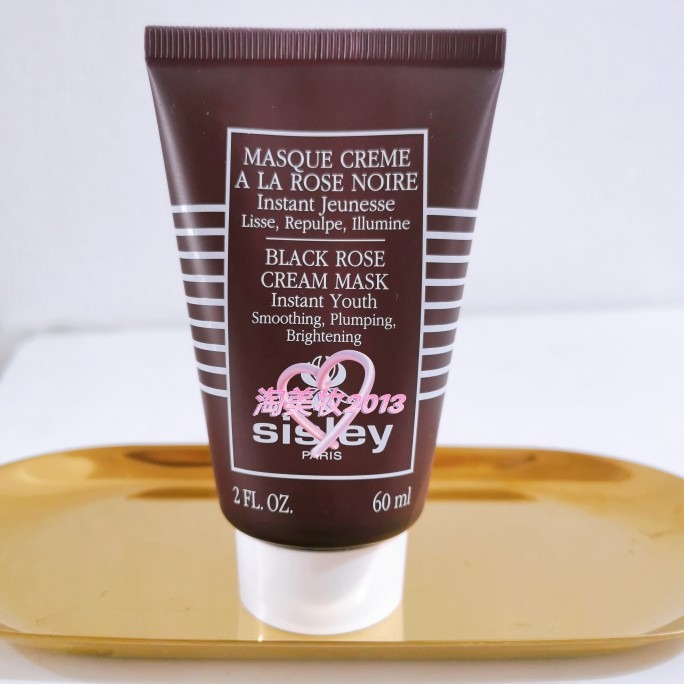 MASQUE CREME
A LA ROSE NOIRE
Instant Jeunesse
Lisse, Repulpe, Illumine
BLACK ROSE
CREAM MASK
Instant Youth
Smoothing, Plumping,
Brightening
淘美妆2013
sisley
PARIS
2 FL. OZ. 60 ml